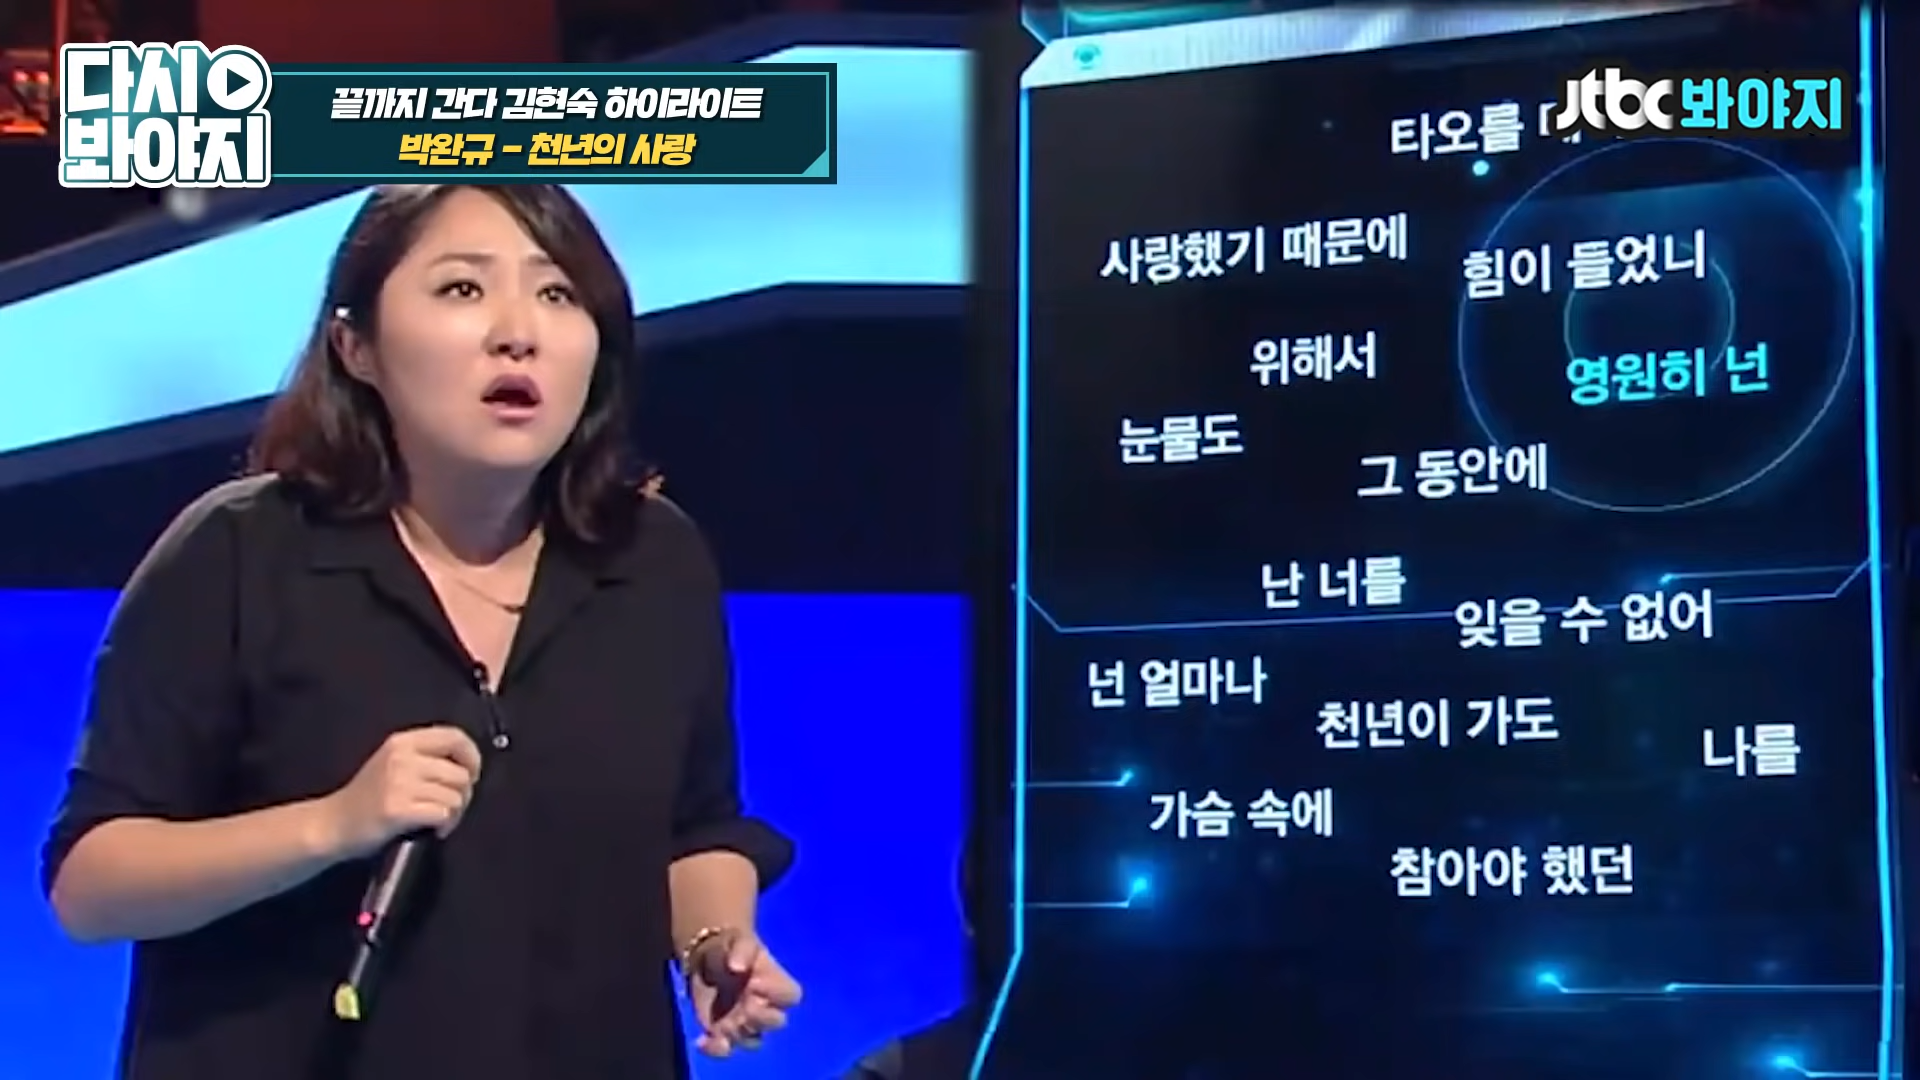 다시
봐야지
끝까지 간다 김현숙 하이라이트
박완규 - 천년의 사랑
jtbc 봐야지
타오를
사랑했기 때문에
힘이 들었니
위해서
영원히 넌
눈물도
그 동안에
난 너를
잊을 수 없어
넌 얼마나
천년이 가도
나를
가슴 속에
참아야 했던